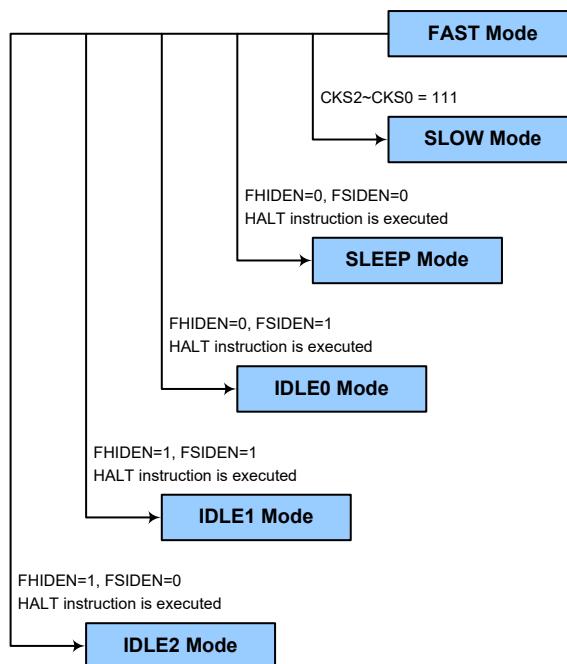 FAST Mode
CKS2~CKS0 = 111
SLOW Mode
FHIDEN=0, FSIDEN=0
HALT instruction is executed
SLEEP Mode
FHIDEN=0, FSIDEN=1
HALT instruction is executed
IDLE0 Mode
FHIDEN=1, FSIDEN=1
HALT instruction is executed
IDLE1 Mode
FHIDEN=1, FSIDEN=0
HALT instruction is executed
IDLE2 Mode